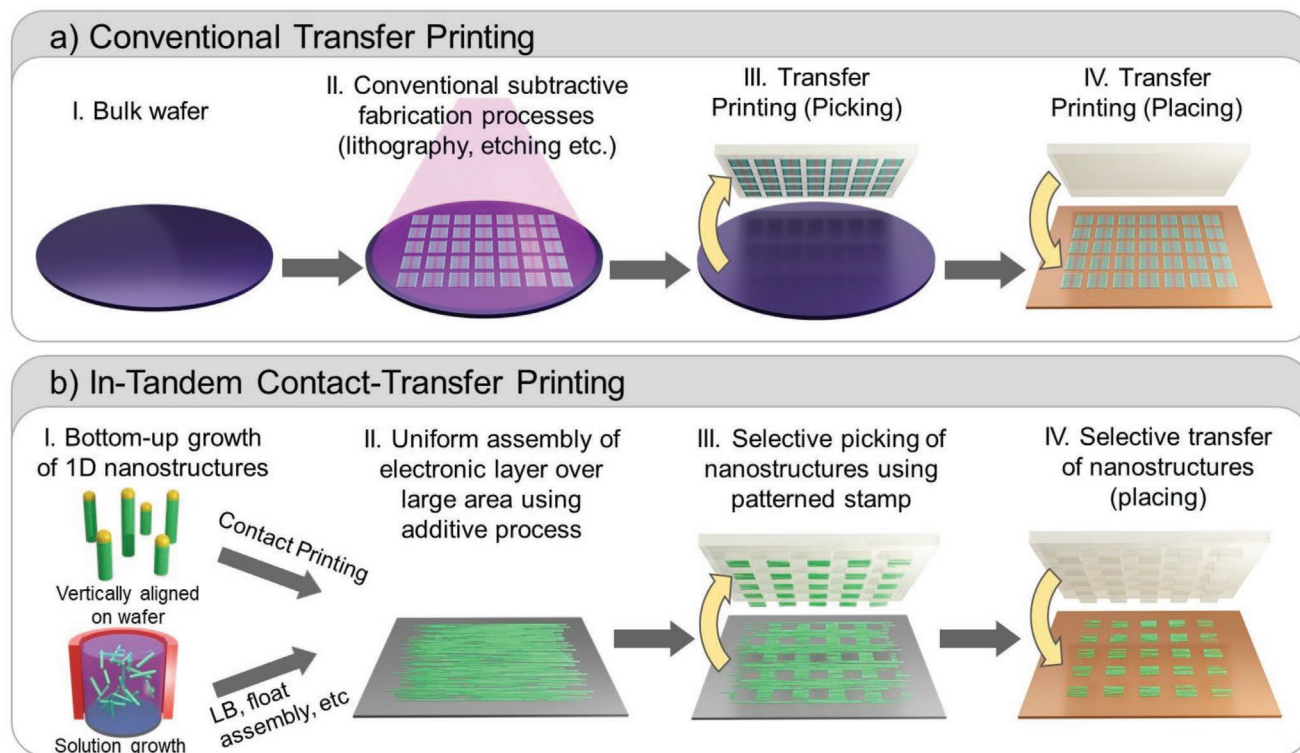 a) Conventional Transfer Printing
I. Bulk wafer
II. Conventional subtractive
fabrication processes
(lithography, etching etc.)
III. Transfer
Printing (Picking)
IV. Transfer
Printing (Placing)
b) In-Tandem Contact-Transfer Printing
I. Bottom-up growth
of 1D nanostructures
Contact Printing
Vertically aligned
on wafer
LB, float
assembly, etc
Solution growth
II. Uniform assembly of
electronic layer over
large area using
additive process
III. Selective picking of
nanostructures using
patterned stamp
IV. Selective transfer
of nanostructures
(placing)